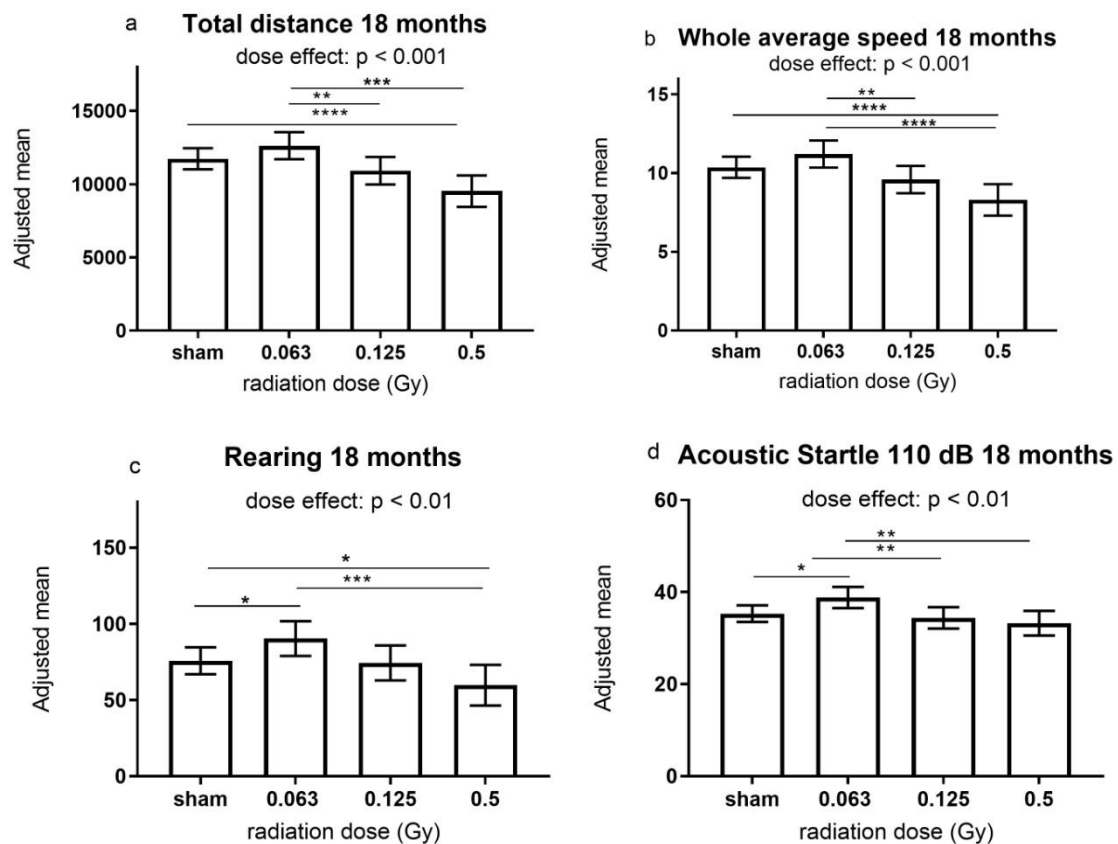 a
Total distance 18 months
dose effect: p < 0.001
***
**
****
15000
10000
5000
0
Adjusted mean
sham 0.063 0.125 0.5
radiation dose (Gy)
b
Whole average speed 18 months
dose effect: p < 0.001
**
****
****
15
10
5
0
Adjusted mean
sham 0.063 0.125 0.5
radiation dose (Gy)
c
Rearing 18 months
dose effect: p < 0.01
*
***
*
150
100
50
0
Adjusted mean
sham 0.063 0.125 0.5
radiation dose (Gy)
d
Acoustic Startle 110 dB 18 months
dose effect: p < 0.01
**
**
*
60
40
20
0
Adjusted mean
sham 0.063 0.125 0.5
radiation dose (Gy)